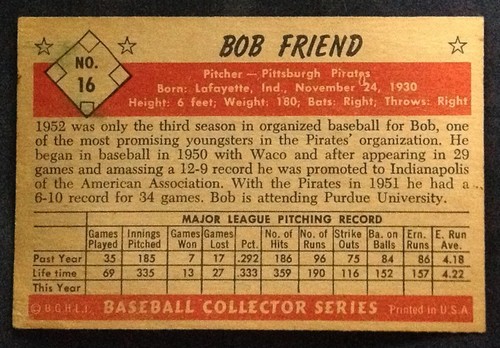 NO.
16
BOB FRIEND
Pitcher — Pittsburgh Pirates
Born: Lafayette, Ind., November 24, 1930
Height: 6 feet; Weight: 180; Bats: Right; Throws: Right
1952 was only the third season in organized baseball for Bob, one
of the most promising youngsters in the Pirates' organization. He
began in baseball in 1950 with Waco and after appearing in 29
games and amassing a 12-9 record he was promoted to Indianapolis
of the American Association. With the Pirates in 1951 he had a
6-10 record for 34 games. Bob is attending Purdue University.
MAJOR LEAGUE PITCHING RECORD
Games Played Innings Pitched Games Won Games Lost Pct. No. of Hits No. of Runs Strike Outs Ba. on Balls Ern. Runs E. Run Ave.
Past Year 35 185 7 17 .292 186 96 75 84 86 4.18
Life time 69 335 13 27 .333 359 190 116 152 157 4.22
This Year
© B.G.H.L.I. BASEBALL COLLECTOR SERIES Printed in U.S.A